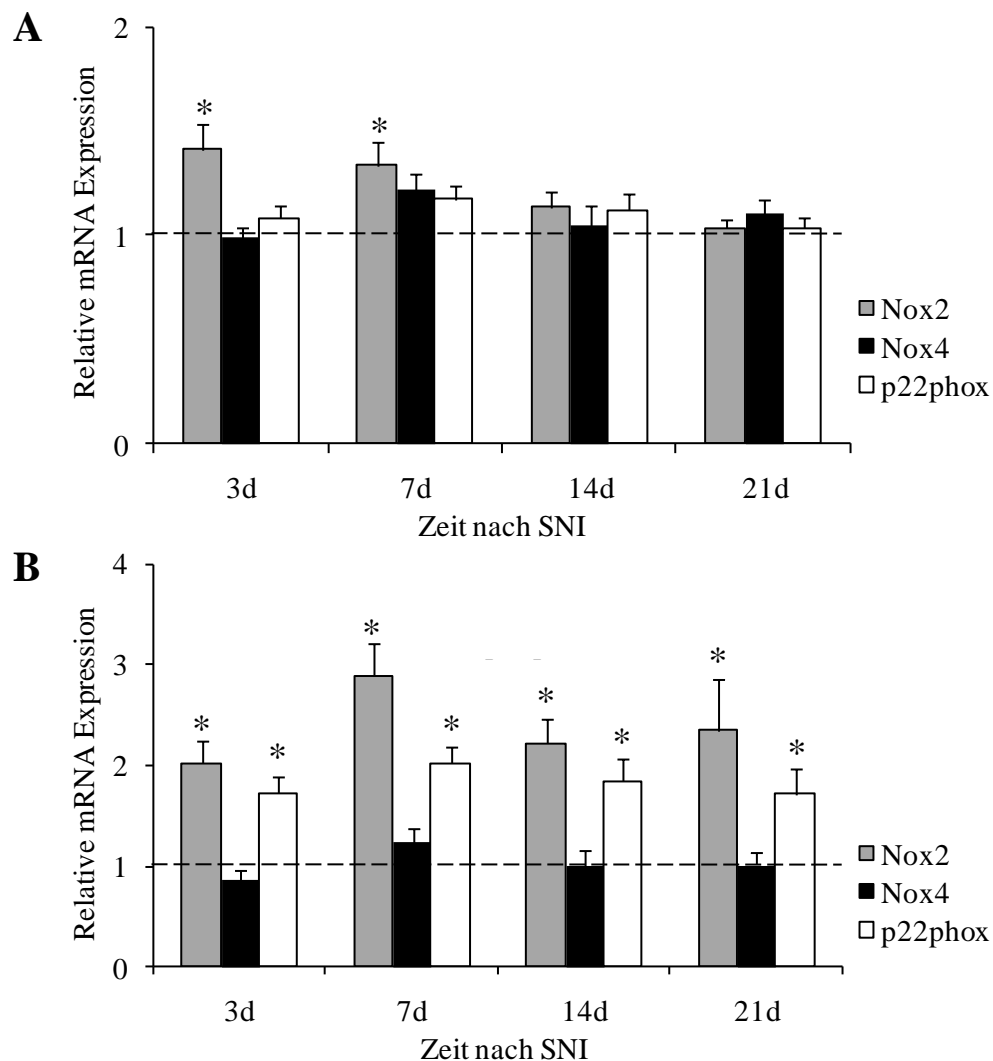 A
Relative mRNA Expression
2
1
0
*
*
3d
7d
14d
21d
Zeit nach SNI
Nox2
Nox4
p22phox
B
Relative mRNA Expression
4
3
2
1
0
*
*
*
*
*
*
*
*
3d
7d
14d
21d
Zeit nach SNI
Nox2
Nox4
p22phox